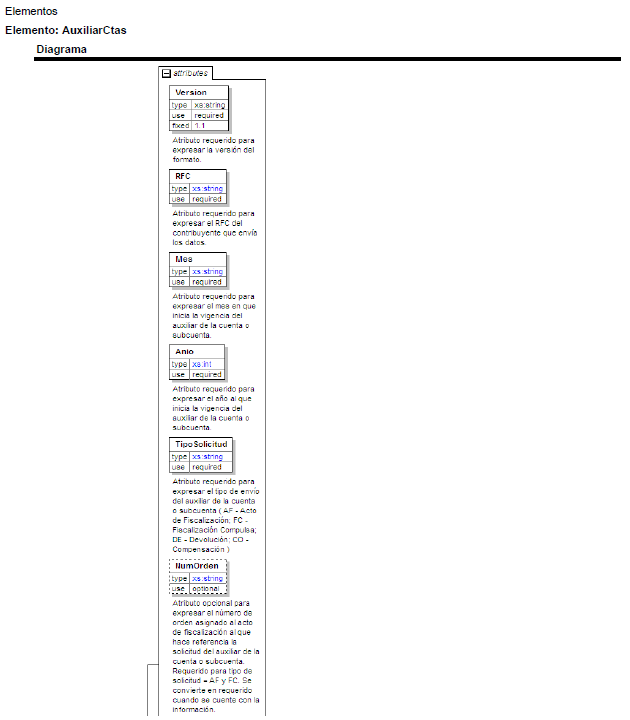 Elementos
Elemento: AuxiliarCtas
Diagrama
attributes
Version
type xs:string
use required
fixed 1.1
Atributo requerido para
expresar la versión del
formato.
RFC
type xs:string
use required
Atributo requerido para
expresar el RFC del
contribuyente que envía
los datos.
Mes
type xs:string
use required
Atributo requerido para
expresar el mes en que
inicia la vigencia del
auxiliar de la cuenta o
subcuenta.
Anio
type xs:int
use required
Atributo requerido para
expresar el año al que
inicia la vigencia del
auxiliar de la cuenta o
subcuenta.
TipoSolicitud
type xs:string
use required
Atributo requerido para
expresar el tipo de envío
del auxiliar de la cuenta
o subcuenta ( AF - Acto
de Fiscalización; FC -
Fiscalización Compulsa;
DE - Devolución; CO -
Compensación )
NumOrden
type xs:string
use optional
Atributo opcional para
expresar el número de
orden asignado al acto
de fiscalización al que
hace referencia la
solicitud del auxiliar de la
cuenta o subcuenta.
Requerido para tipo de
solicitud = AF y FC. Se
convierte en requerido
cuando se cuente con la
información.